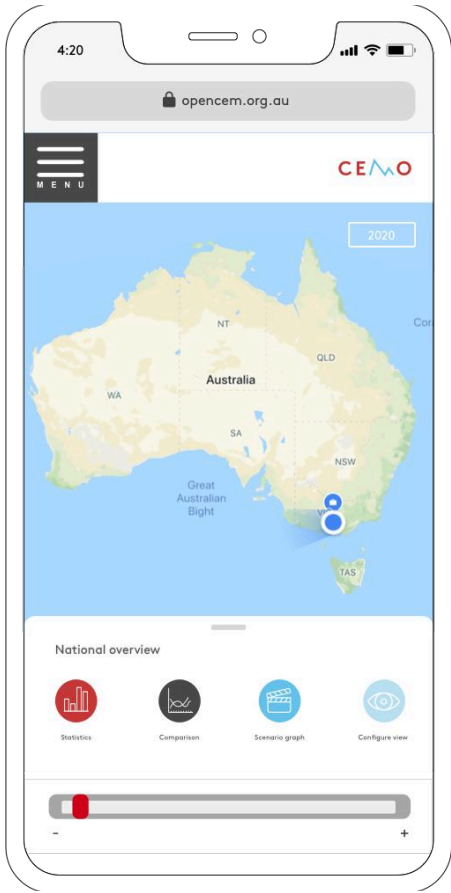 4:20
opencem.org.au
MENU
CEMO
2020
NT
QLD
Australia
WA
SA
NSW
Great
Australian
Bight
TAS
National overview
Statistics
Comparison
Scenario graph
Configure view
- +